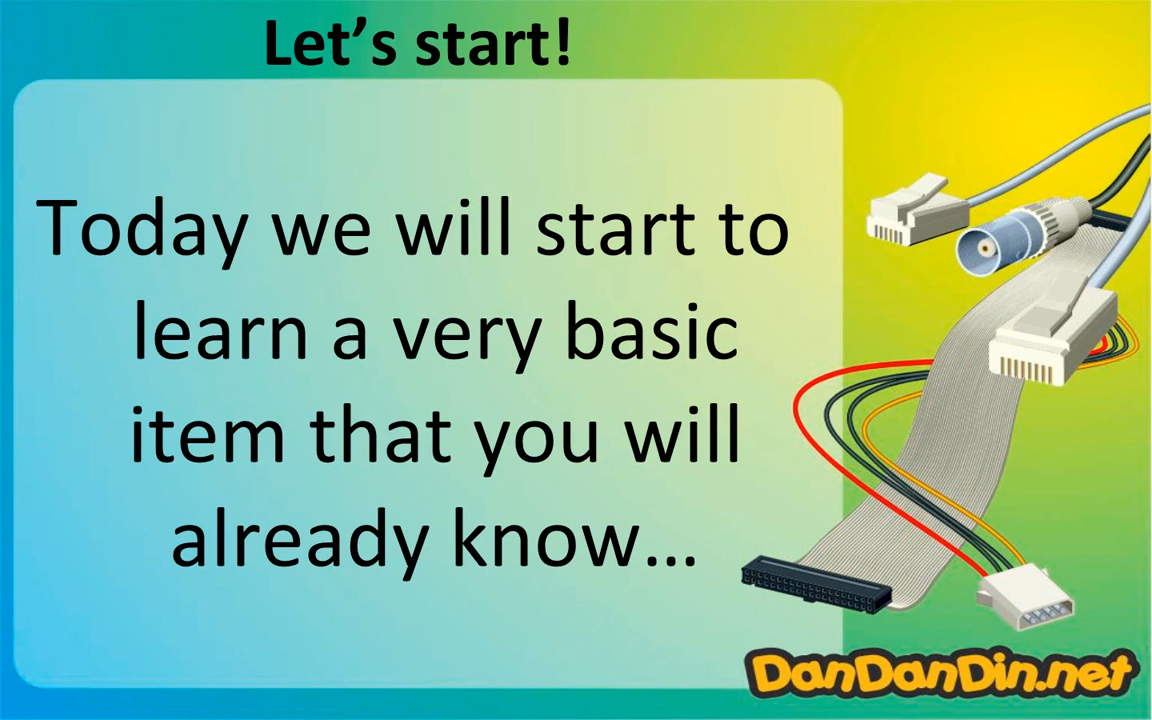 Let’s start!
Today we will start to
learn a very basic
item that you will
already know…
DanDanDin.net